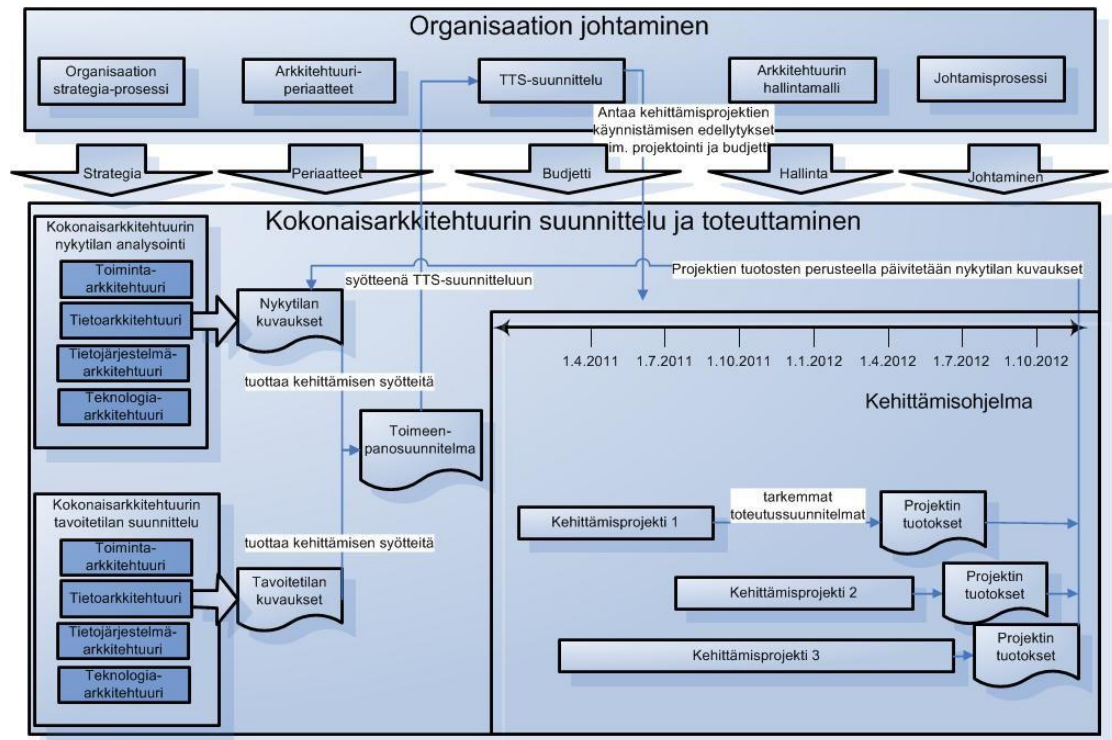 Organisaation johtaminen
Organisaation
strategia-prosessi
Arkkitehtuuri-
periaatteet
TTS-suunnittelu
Arkkitehtuurin
hallintamalli
Johtamisprosessi
Antaa kehittämisprojektien
käynnistämisen edellytykset
im. projektointi ja budjetti
Strategia
Periaatteet
Budjetti
Hallinta
Johtaminen
Kokonaisarkkitehtuurin suunnittelu ja toteuttaminen
Kokonaisarkkitehtuurin
nykytilan analysointi
Toiminta-
arkkitehtuuri
Tietoarkkitehtuuri
Tietojärjestelmä-
arkkitehtuuri
Teknologia-
arkkitehtuuri
Nykytilan
kuvaukset
syötteenä TTS-suunnitteluun
Projektien tuotosten perusteella päivitetään nykytilan kuvaukset
tuottaa kehittämisen syötteitä
Toimeen-
panosuunnitelma
1.4.2011
1.7.2011
1.10.2011
1.1.2012
1.4.2012
1.7.2012
1.10.2012
Kehittämisohjelma
Kokonaisarkkitehtuurin
tavoitetilan suunnittelu
Toiminta-
arkkitehtuuri
Tietoarkkitehtuuri
Tietojärjestelmä-
arkkitehtuuri
Teknologia-
arkkitehtuuri
tuottaa kehittämisen syötteitä
Tavoitetilan
kuvaukset
Kehittämisprojekti 1
tarkemmat
toteutussuunnitelmat
Projektin
tuotokset
Kehittämisprojekti 2
Projektin
tuotokset
Kehittämisprojekti 3
Projektin
tuotokset